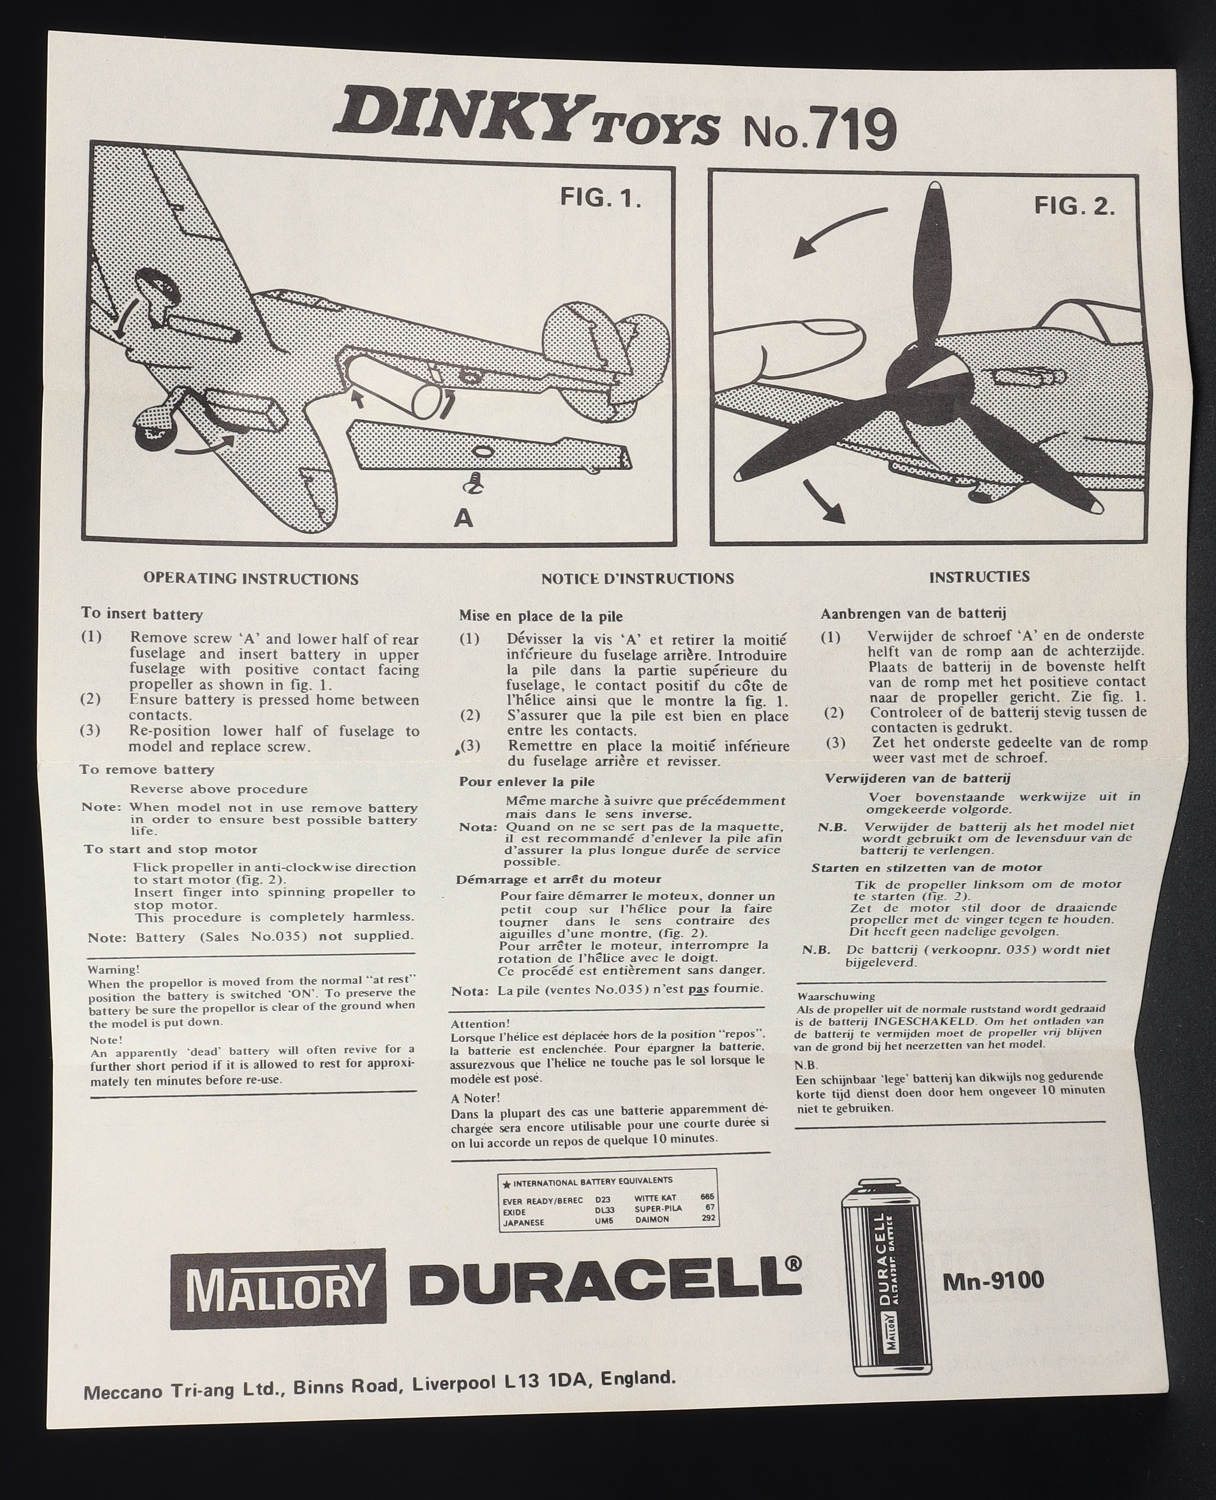 DINKY TOYS No.719
FIG. 1.
A
FIG. 2.
OPERATING INSTRUCTIONS
To insert battery
(1) Remove screw ‘A’ and lower half of rear
fuselage and insert battery in upper
fuselage with positive contact facing
propeller as shown in fig. 1.
(2) Ensure battery is pressed home between
contacts.
(3) Re-position lower half of fuselage to
model and replace screw.
To remove battery
Reverse above procedure
Note: When model not in use remove battery
in order to ensure best possible battery
life.
To start and stop motor
Flick propeller in anti-clockwise direction
to start motor (fig. 2).
Insert finger into spinning propeller to
stop motor.
This procedure is completely harmless.
Note: Battery (Sales No.035) not supplied.
Warning!
When the propellor is moved from the normal “at rest”
position the battery is switched ‘ON’. To preserve the
battery be sure the propellor is clear of the ground when
the model is put down.
Note!
An apparently ‘dead’ battery will often revive for a
further short period if it is allowed to rest for approxi-
mately ten minutes before re-use.
NOTICE D’INSTRUCTIONS
Mise en place de la pile
(1) Dévisser la vis ‘A’ et retirer la moitié
inférieure du fuselage arrière. Introduire
la pile dans la partie supérieure du
fuselage, le contact positif du côte de
l’hélice ainsi que le montre la fig. 1.
(2) S’assurer que la pile est bien en place
entre les contacts.
(3) Remettre en place la moitié inférieure
du fuselage arrière et revisser.
Pour enlever la pile
Même marche à suivre que précédemment
mais dans le sens inverse.
Nota: Quand on ne se sert pas de la maquette,
il est recommandé d’enlever la pile afin
d’assurer la plus longue durée de service
possible.
Démarrage et arrêt du moteur
Pour faire démarrer le moteux, donner un
petit coup sur l’hélice pour la faire
tourner dans le sens contraire des
aiguilles d’une montre, (fig. 2).
Pour arrêter le moteur, interrompre la
rotation de l’hélice avec le doigt.
Ce procédé est entièrement sans danger.
Nota: La pile (ventes No.035) n’est pas fournie.
Attention!
Lorsque l’hélice est déplacée hors de la position “repos”,
la batterie est enclenchée. Pour épargner la batterie,
assurezvous que l’hélice ne touche pas le sol lorsque le
modèle est posé.
A Noter!
Dans la plupart des cas une batterie apparemment dé-
chargée sera encore utilisable pour une courte durée si
on lui accorde un repos de quelque 10 minutes.
INSTRUCTIES
Aanbrengen van de batterij
(1) Verwijder de schroef ‘A’ en de onderste
helft van de romp aan de achterzijde.
Plaats de batterij in de bovenste helft
van de romp met het positieve contact
naar de propeller gericht. Zie fig. 1.
(2) Controleer of de batterij stevig tussen de
contacten is gedrukt.
(3) Zet het onderste gedeelte van de romp
weer vast met de schroef.
Verwijderen van de batterij
Voer bovenstaande werkwijze uit in
omgekeerde volgorde.
N.B. Verwijder de batterij als het model niet
wordt gebruikt om de levensduur van de
batterij te verlengen.
Starten en stilzetten van de motor
Tik de propeller linksom om de motor
te starten (fig. 2).
Zet de motor stil door de draaiende
propeller met de vinger tegen te houden.
Dit heeft geen nadelige gevolgen.
N.B. De batterij (verkoopnr. 035) wordt niet
bijgeleverd.
Waarschuwing
Als de propeller uit de normale ruststand wordt gedraaid
is de batterij INGESCHAKELD. Om het ontladen van
de batterij te vermijden moet de propeller vrij blijven
van de grond bij het neerzetten van het model.
N.B.
Een schijnbaar ‘lege’ batterij kan dikwijls nog gedurende
korte tijd dienst doen door hem ongeveer 10 minuten
niet te gebruiken.
★ INTERNATIONAL BATTERY EQUIVALENTS
EVER READY/BEREC D23 WITTE KAT 665
EXIDE DL33 SUPER-PILA 67
JAPANESE UM5 DAIMON 292
MALLORY DURACELL®
MALLORY DURACELL
Mn-9100
Meccano Tri-ang Ltd., Binns Road, Liverpool L13 1DA, England.